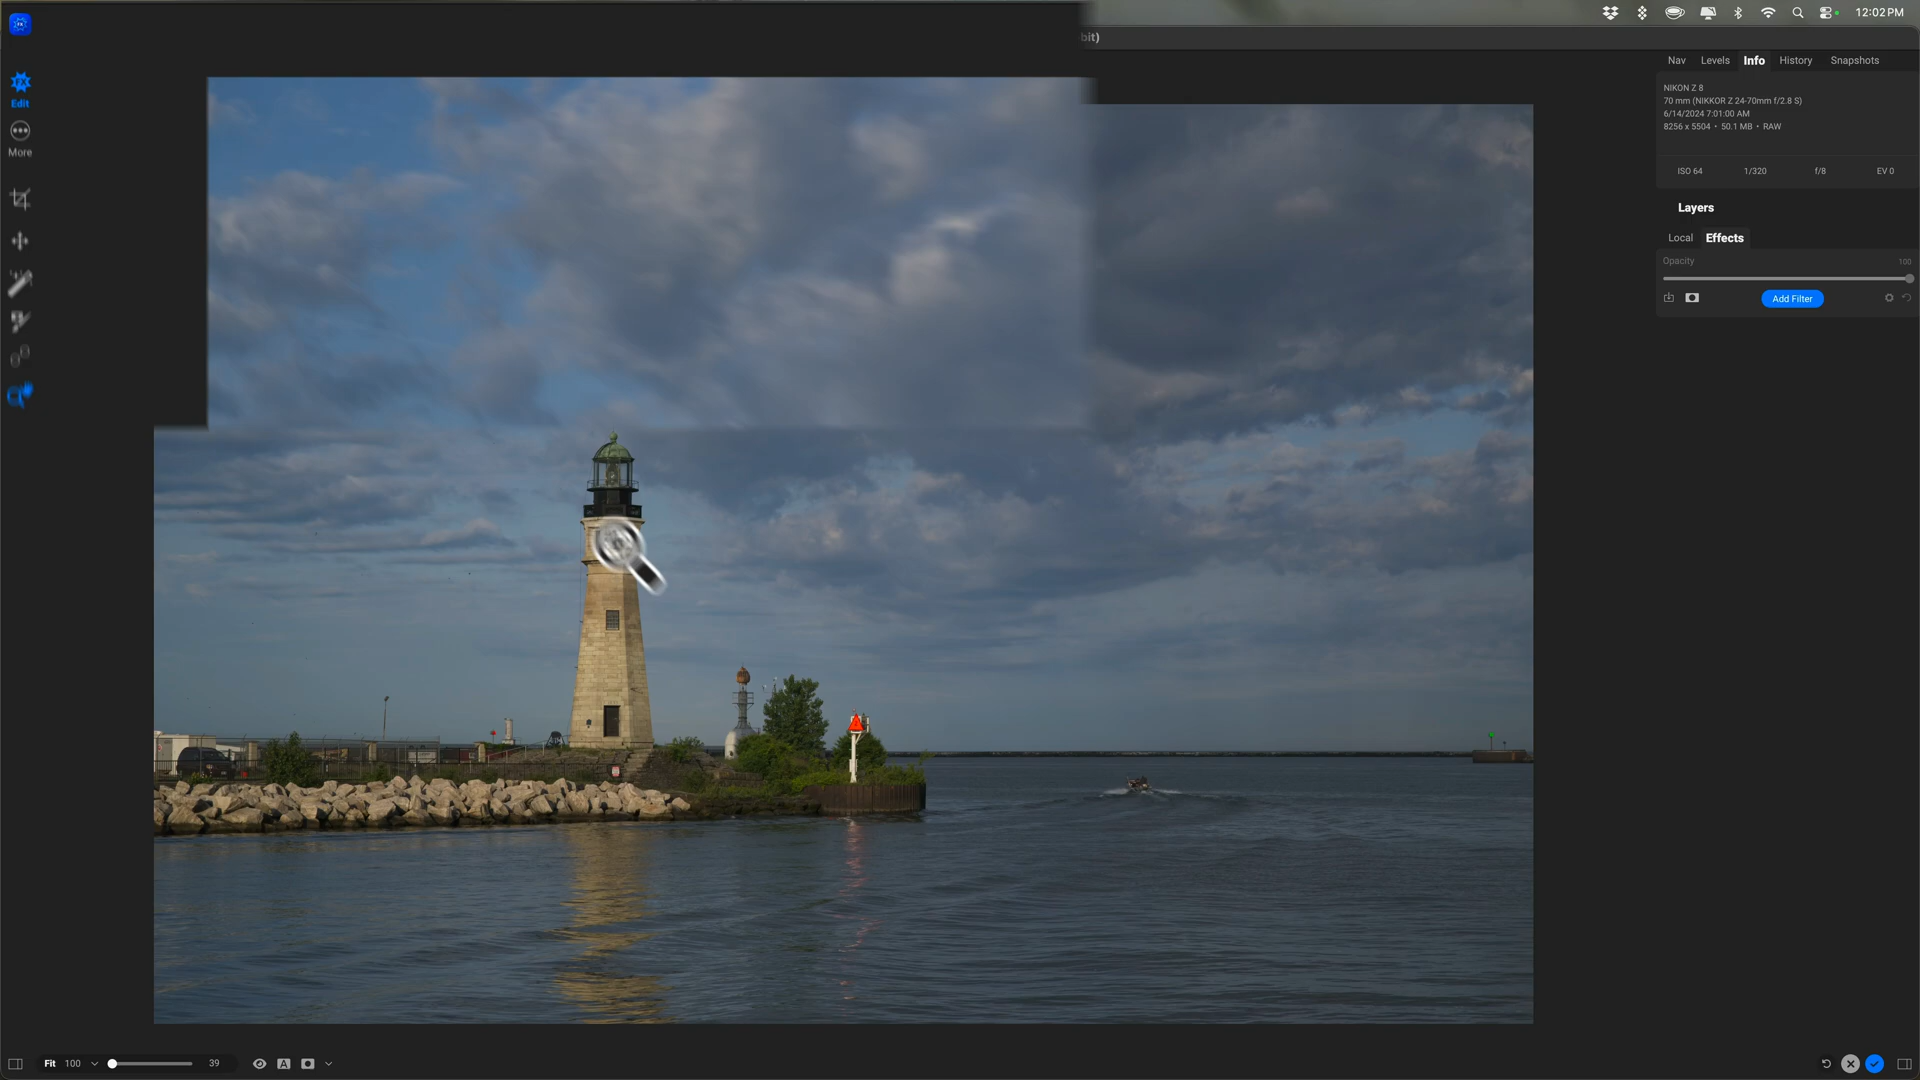 12:02 PM
bit)
Edit
More
Nav Levels Info History Snapshots
NIKON Z 8
70 mm (NIKKOR Z 24-70mm f/2.8 S)
6/14/2024 7:01:00 AM
8256 x 5504 • 50.1 MB • RAW
ISO 64 1/320 f/8 EV 0
Layers
Local Effects
Opacity 100
Add Filter
Fit 100 39
A